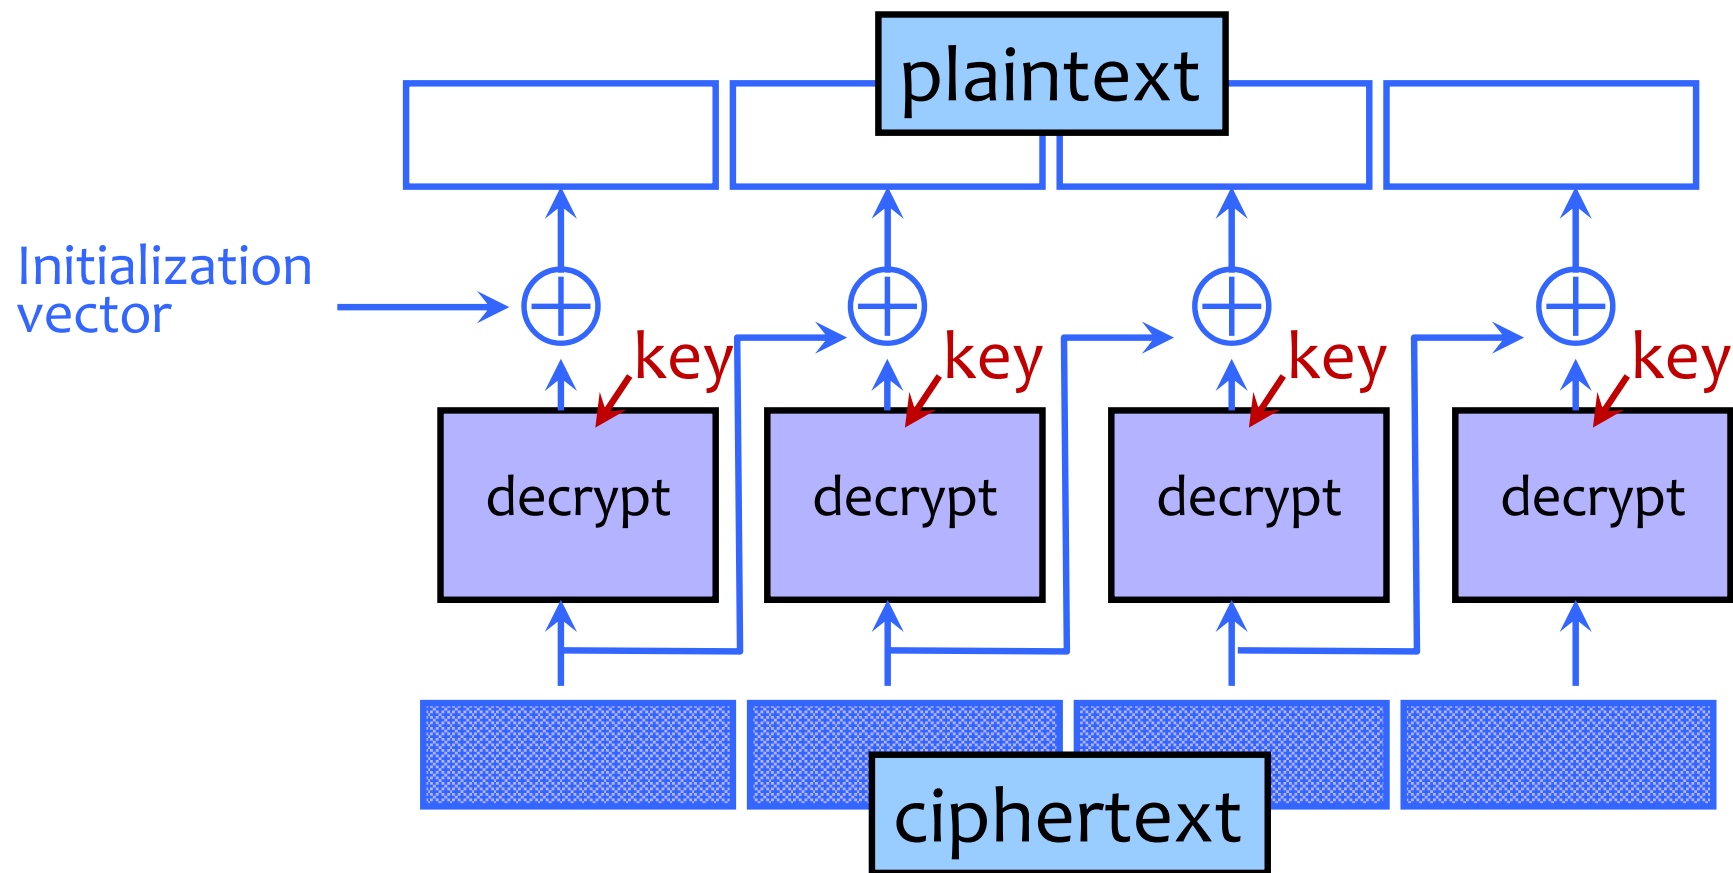 plaintext
Initialization
vector
key
key
key
key
decrypt
decrypt
decrypt
decrypt
ciphertext